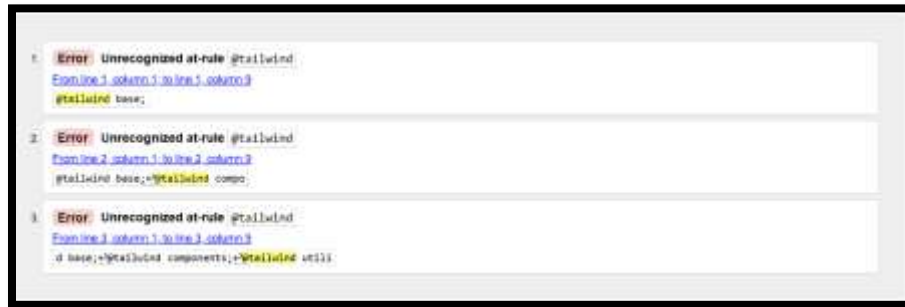 1. Error Unrecognized at-rule @tailwind
From line 1, column 1; to line 1, column 9
@tailwind base;
2. Error Unrecognized at-rule @tailwind
From line 2, column 1; to line 2, column 9
@tailwind base;↩@tailwind compo
3. Error Unrecognized at-rule @tailwind
From line 3, column 1; to line 3, column 9
d base;↩@tailwind components;↩@tailwind utili